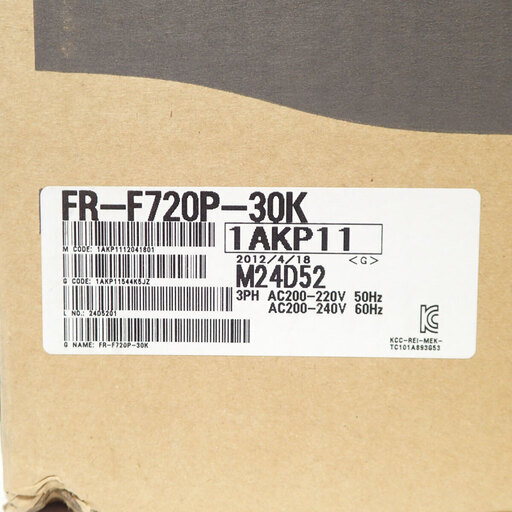 FR-F720P-30K
1AKP11
M CODE: 1AKP1112041801
2012/4/18 <G>
M24D52
G CODE: 1AKP11544K5JZ
3PH AC200-220V 50Hz
AC200-240V 60Hz
L NO.: 24D5201
G NAME: FR-F720P-30K
KCC-REI-MEK-
TC101A893G53